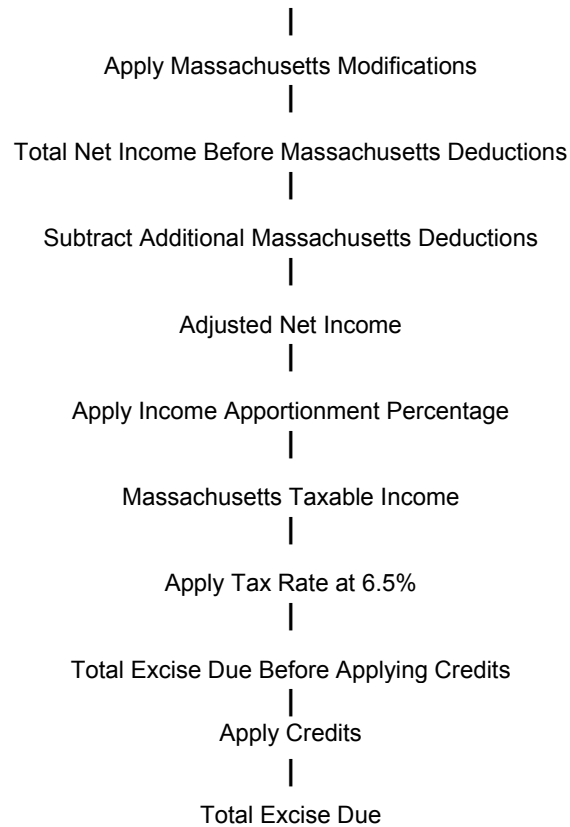 Apply Massachusetts Modifications
Total Net Income Before Massachusetts Deductions
Subtract Additional Massachusetts Deductions
Adjusted Net Income
Apply Income Apportionment Percentage
Massachusetts Taxable Income
Apply Tax Rate at 6.5%
Total Excise Due Before Applying Credits
Apply Credits
Total Excise Due